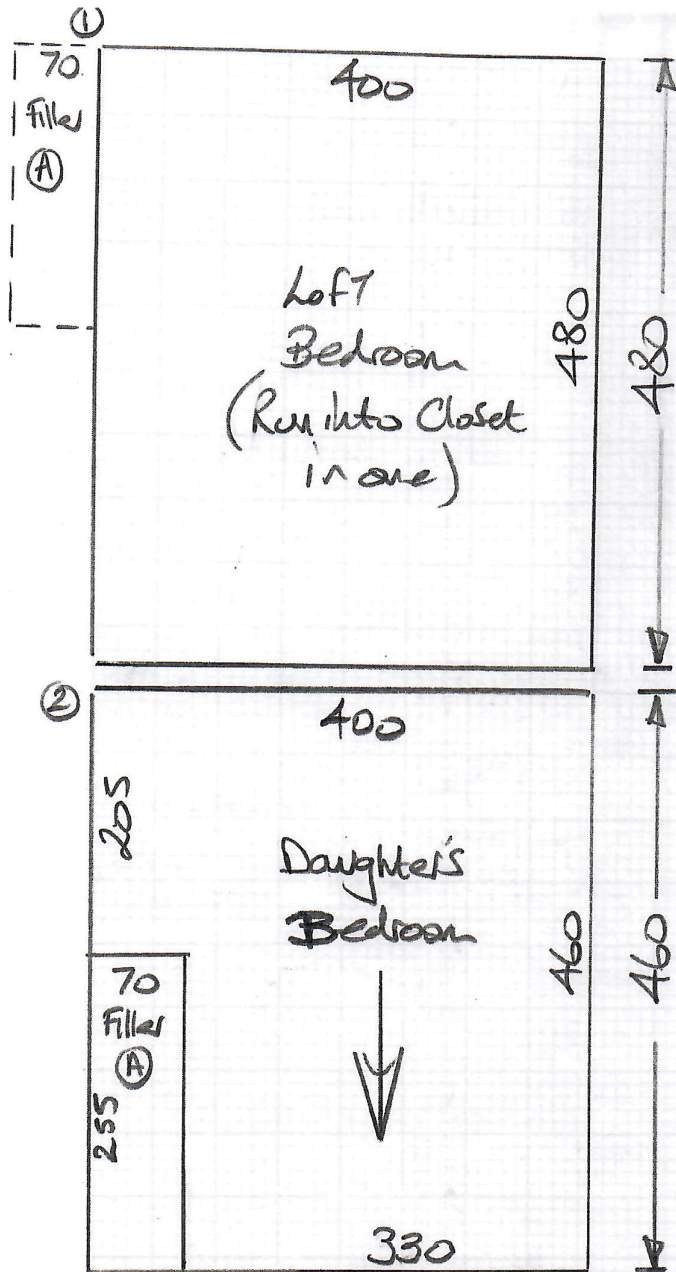 ①
70
Filler
Ⓐ
400
Loft
Bedroom
(Run into Closet
in one)
480
480
②
400
205
Daughter's
Bedroom
460
460
70
Filler
Ⓐ
255
330